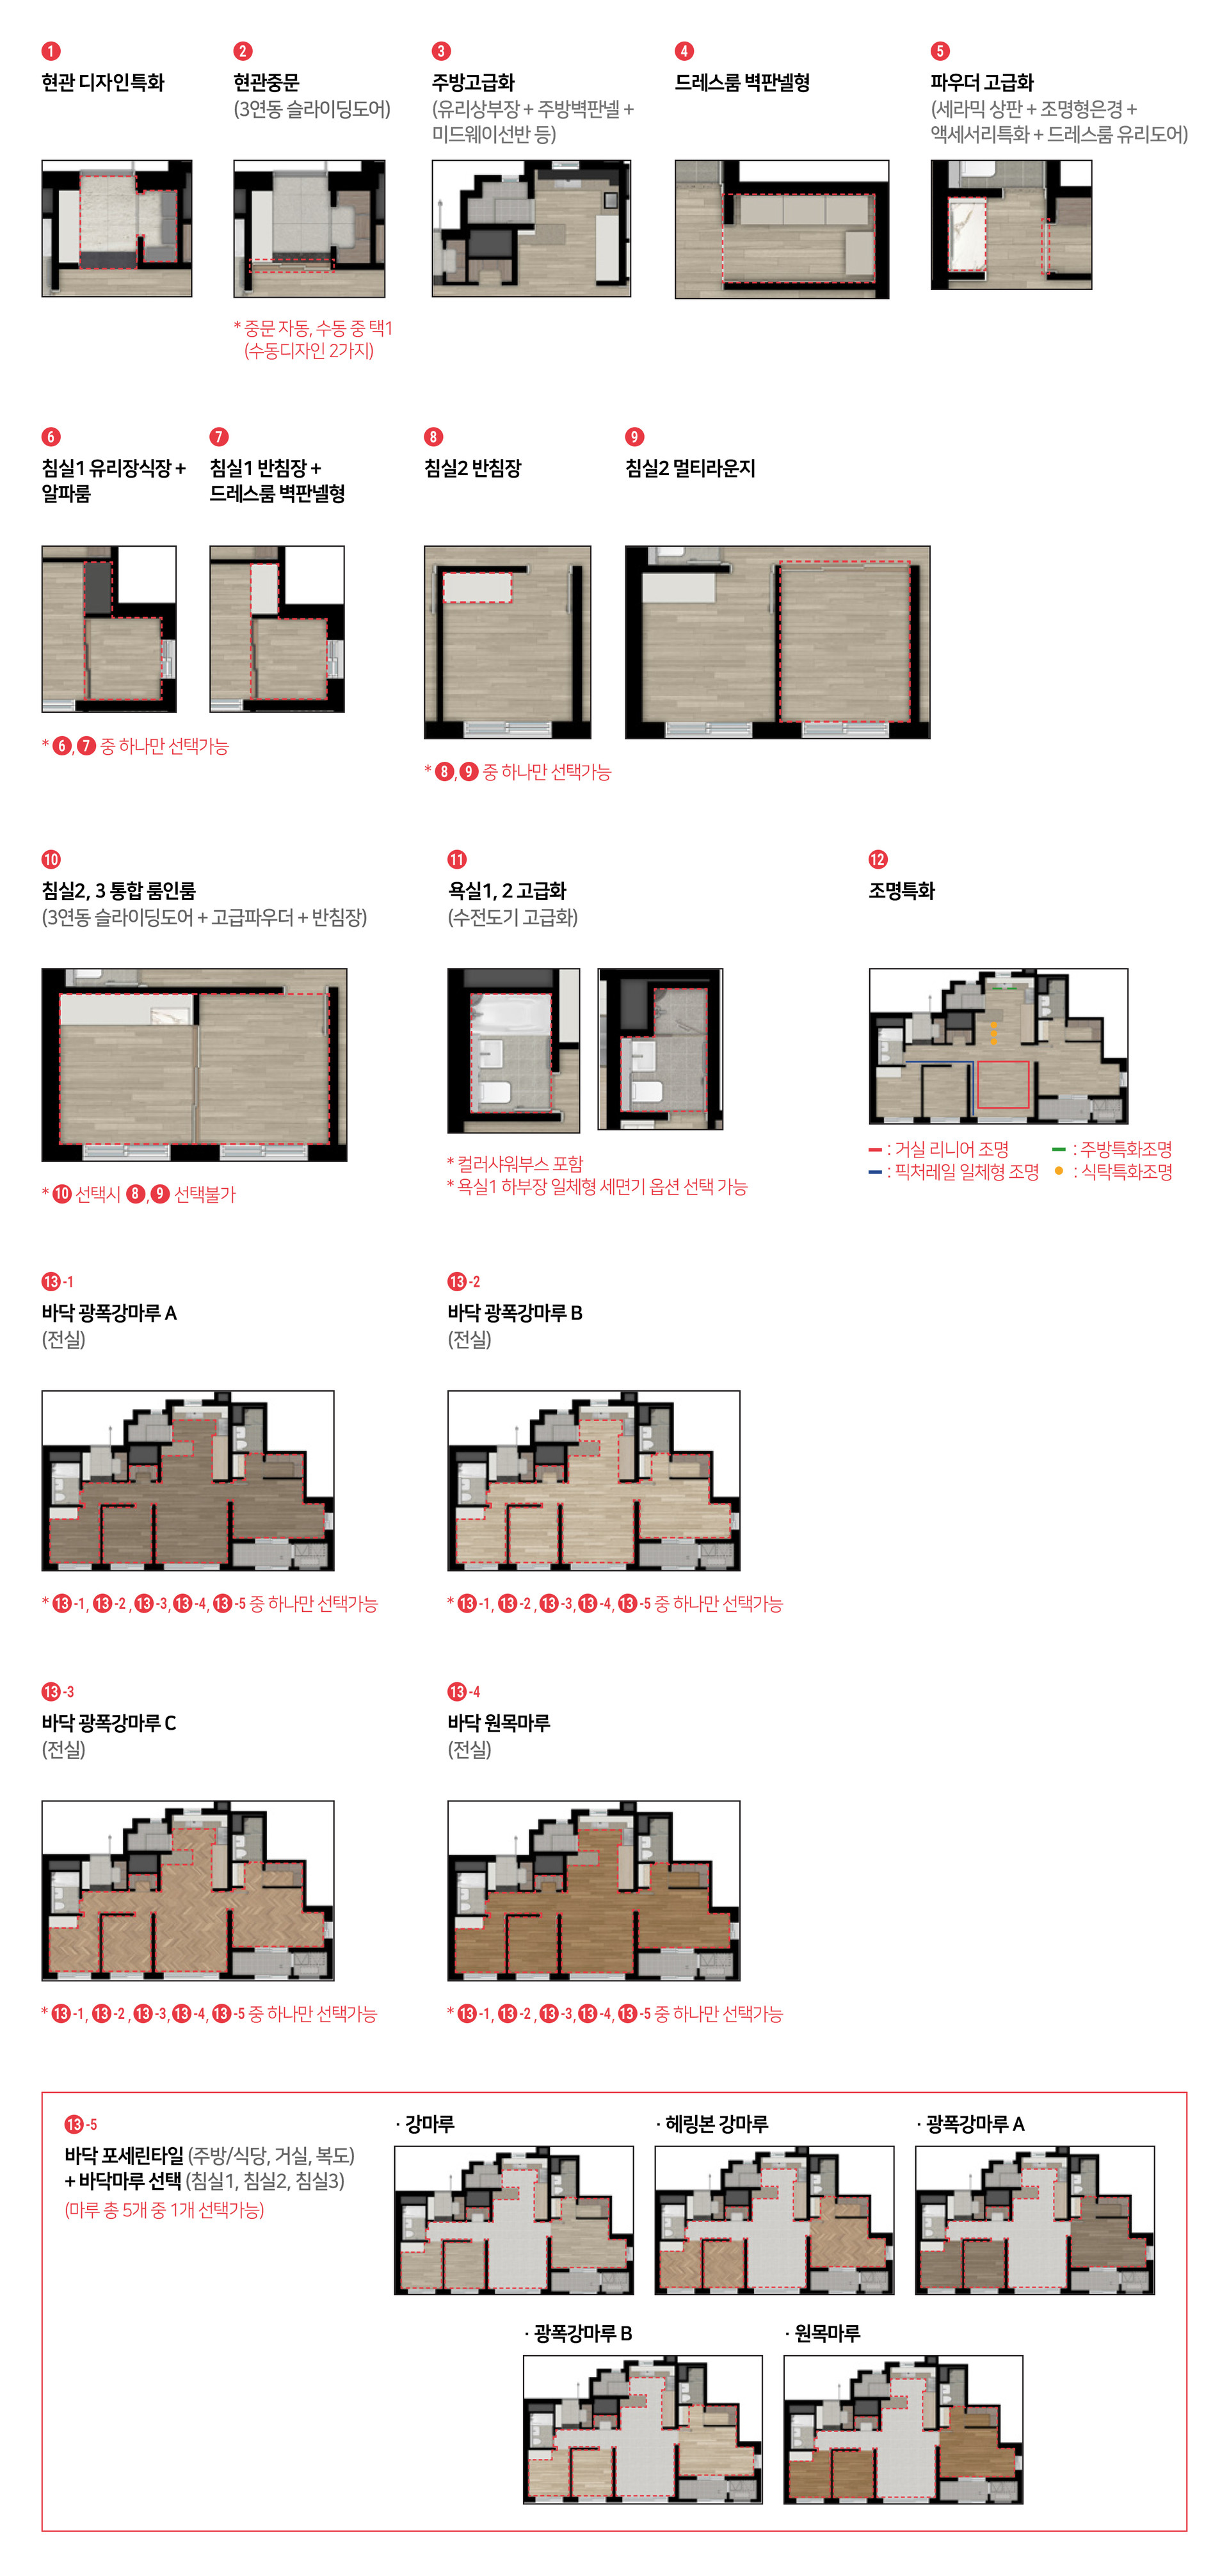 1
현관 디자인특화
2
현관중문
(3연동 슬라이딩도어)
* 중문 자동, 수동 중 택1
(수동디자인 2가지)
3
주방고급화
(유리상부장 + 주방벽판넬 +
미드웨이선반 등)
4
드레스룸 벽판넬형
5
파우더 고급화
(세라믹 상판 + 조명형은경 +
액세서리특화 + 드레스룸 유리도어)
6
침실1 유리장식장 +
알파룸
7
침실1 반침장 +
드레스룸 벽판넬형
* 6, 7 중 하나만 선택가능
8
침실2 반침장
9
침실2 멀티라운지
* 8, 9 중 하나만 선택가능
10
침실2, 3 통합 룸인룸
(3연동 슬라이딩도어 + 고급파우더 + 반침장)
* 10 선택시 8, 9 선택불가
11
욕실1, 2 고급화
(수전도기 고급화)
* 컬러샤워부스 포함
* 욕실1 하부장 일체형 세면기 옵션 선택 가능
12
조명특화
: 거실 리니어 조명
: 주방특화조명
: 픽처레일 일체형 조명
: 식탁특화조명
13-1
바닥 광폭강마루 A
(전실)
* 13-1, 13-2, 13-3, 13-4, 13-5 중 하나만 선택가능
13-2
바닥 광폭강마루 B
(전실)
* 13-1, 13-2, 13-3, 13-4, 13-5 중 하나만 선택가능
13-3
바닥 광폭강마루 C
(전실)
* 13-1, 13-2, 13-3, 13-4, 13-5 중 하나만 선택가능
13-4
바닥 원목마루
(전실)
* 13-1, 13-2, 13-3, 13-4, 13-5 중 하나만 선택가능
13-5
바닥 포세린타일 (주방/식당, 거실, 복도)
+ 바닥마루 선택 (침실1, 침실2, 침실3)
(마루 총 5개 중 1개 선택가능)
· 강마루
· 헤링본 강마루
· 광폭강마루 A
· 광폭강마루 B
· 원목마루